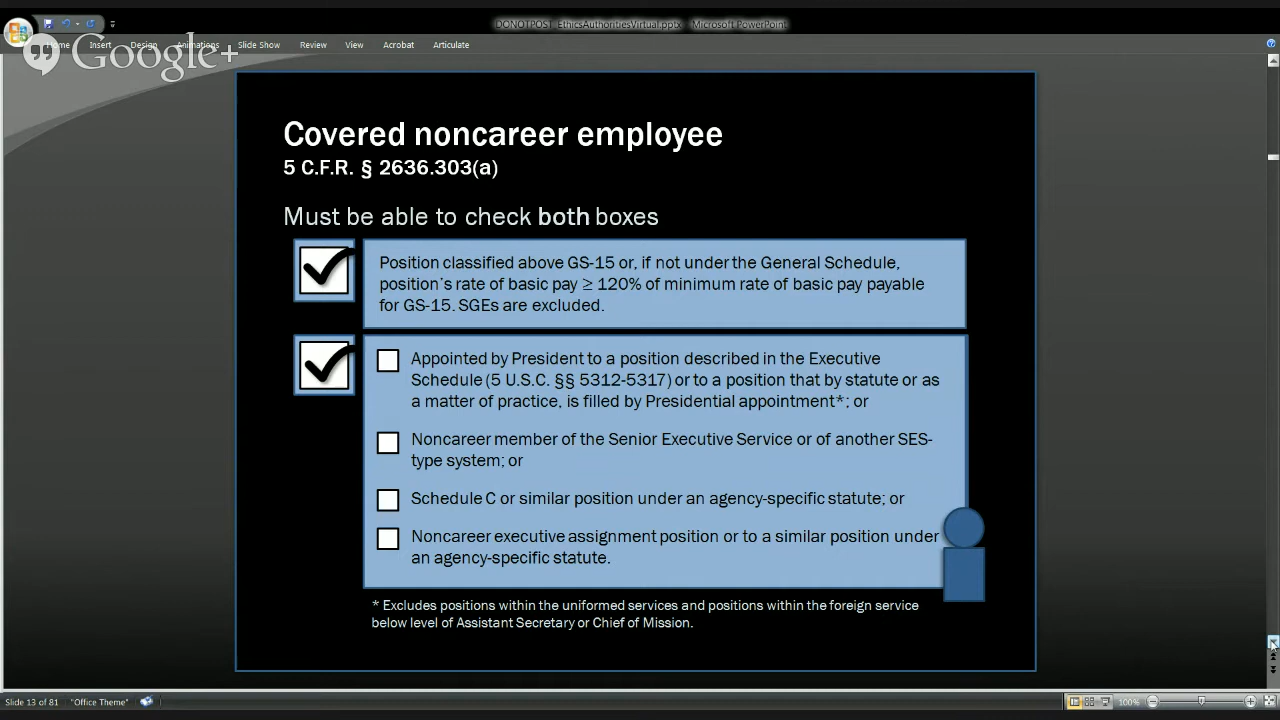 DONOTPOST_EthicsAuthoritiesVirtual.pptx - Microsoft PowerPoint
Home Insert Design Animations Slide Show Review View Acrobat Articulate
Google+
Covered noncareer employee
5 C.F.R. § 2636.303(a)
Must be able to check both boxes
Position classified above GS-15 or, if not under the General Schedule,
position's rate of basic pay ≥ 120% of minimum rate of basic pay payable
for GS-15. SGEs are excluded.
Appointed by President to a position described in the Executive
Schedule (5 U.S.C. §§ 5312-5317) or to a position that by statute or as
a matter of practice, is filled by Presidential appointment*; or
Noncareer member of the Senior Executive Service or of another SES-
type system; or
Schedule C or similar position under an agency-specific statute; or
Noncareer executive assignment position or to a similar position under
an agency-specific statute.
* Excludes positions within the uniformed services and positions within the foreign service
below level of Assistant Secretary or Chief of Mission.
Slide 13 of 81 "Office Theme" 100%